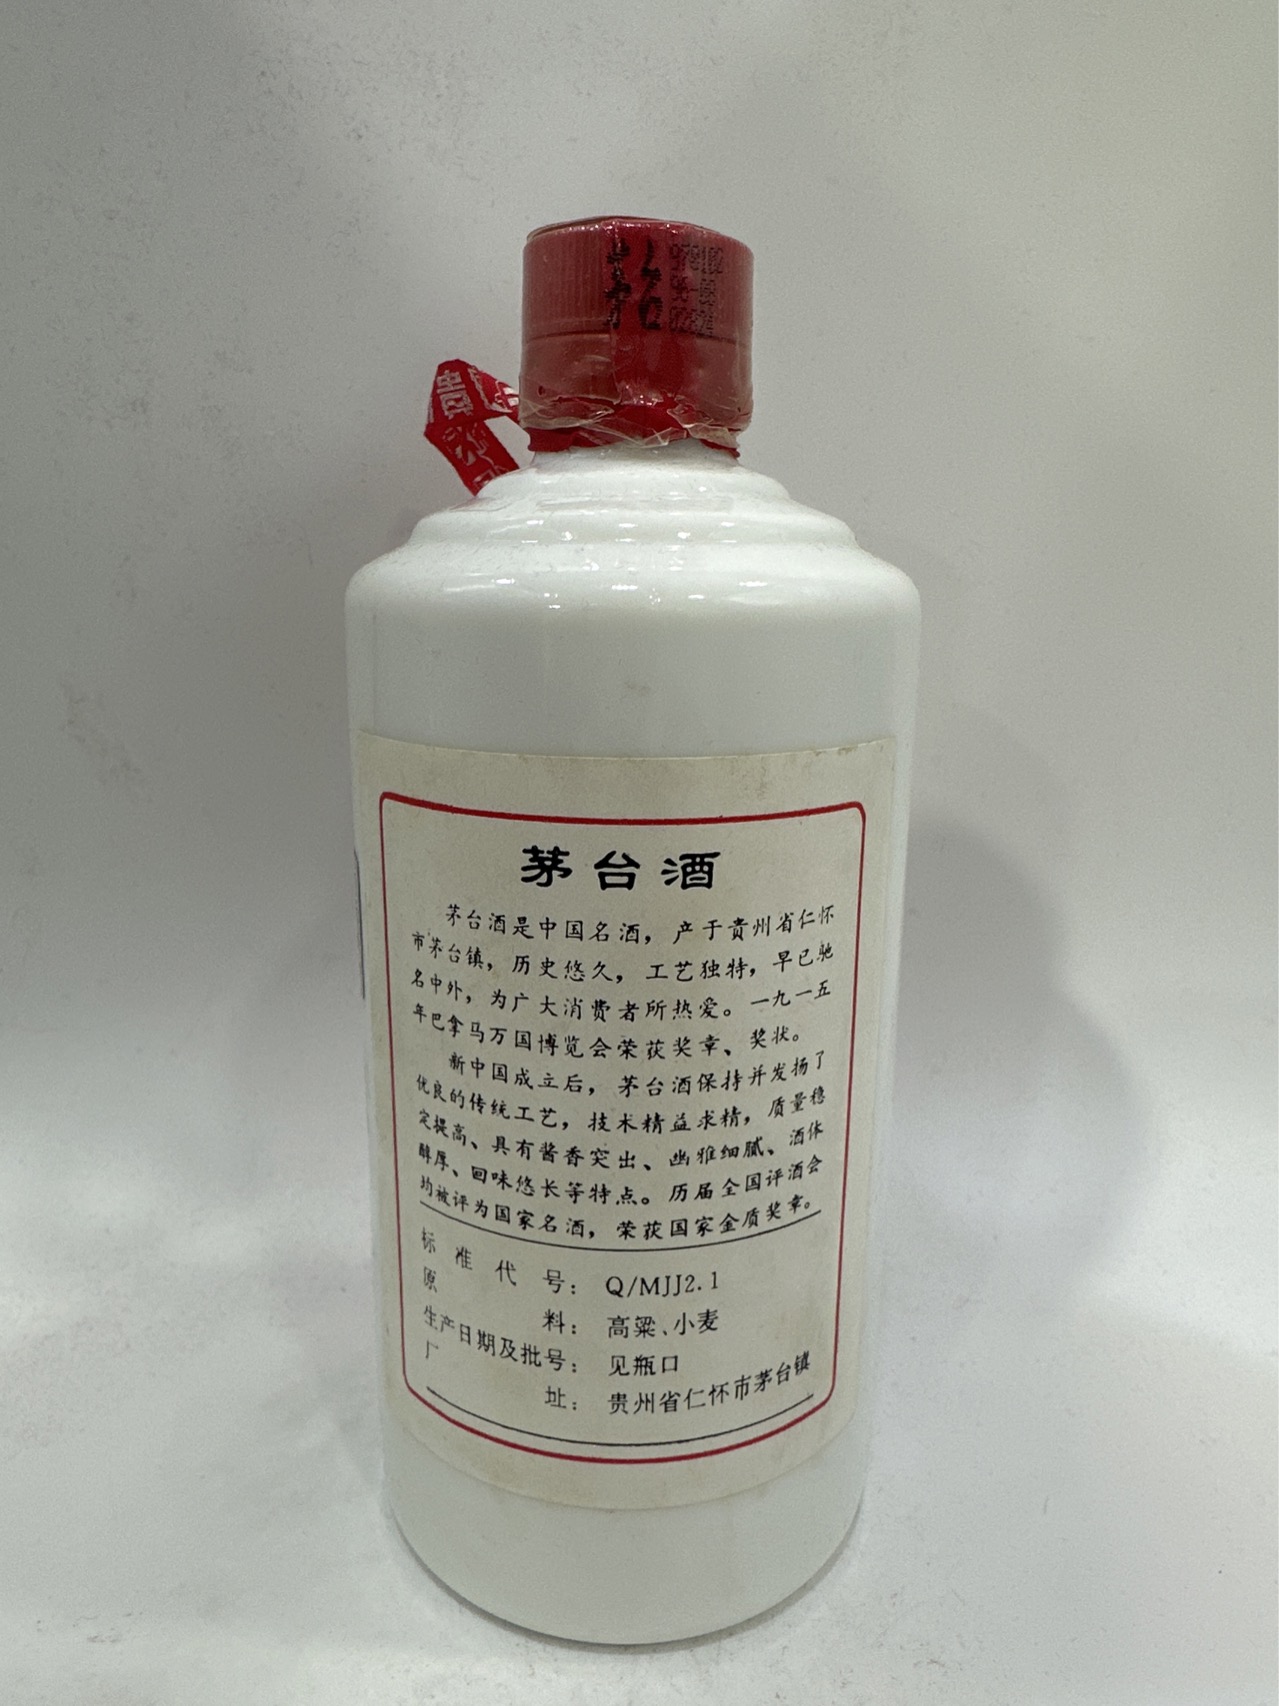 茅台
茅台酒
茅台酒是中国名酒，产于贵州省仁怀
市茅台镇，历史悠久，工艺独特，早已驰
名中外，为广大消费者所热爱。一九一五
年巴拿马万国博览会荣获奖章、奖状。
新中国成立后，茅台酒保持并发扬了
优良的传统工艺，技术精益求精，质量稳
定提高、具有酱香突出、幽雅细腻、酒体
醇厚、回味悠长等特点。历届全国评酒会
均被评为国家名酒，荣获国家金质奖章。
标准代号：Q/MJJ2.1
原料：高粱、小麦
生产日期及批号：见瓶口
厂址：贵州省仁怀市茅台镇